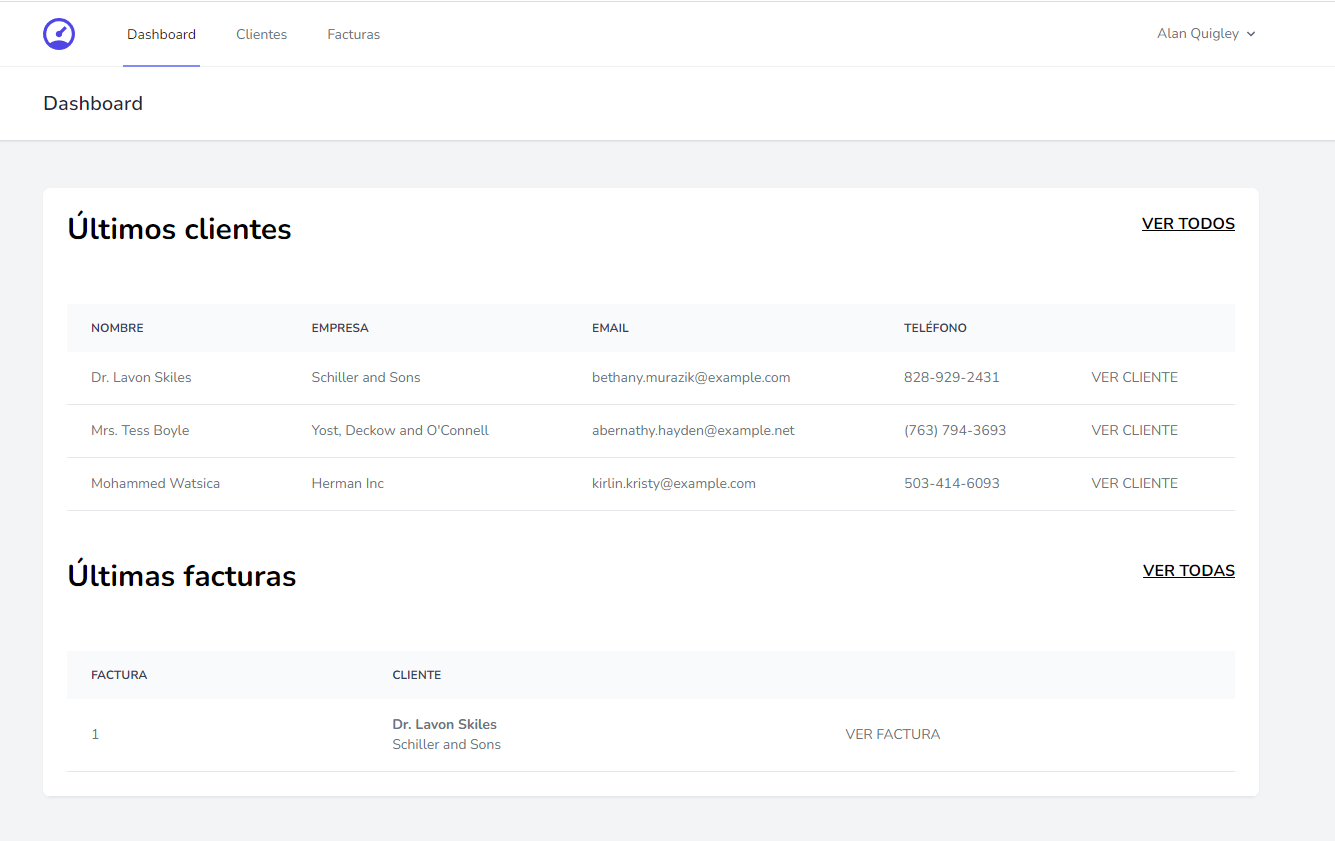 Dashboard Clientes Facturas Alan Quigley
Dashboard
Últimos clientes VER TODOS
NOMBRE EMPRESA EMAIL TELÉFONO
Dr. Lavon Skiles Schiller and Sons bethany.murazik@example.com 828-929-2431 VER CLIENTE
Mrs. Tess Boyle Yost, Deckow and O'Connell abernathy.hayden@example.net (763) 794-3693 VER CLIENTE
Mohammed Watsica Herman Inc kirlin.kristy@example.com 503-414-6093 VER CLIENTE
Últimas facturas VER TODAS
FACTURA CLIENTE
1 Dr. Lavon Skiles VER FACTURA
Schiller and Sons